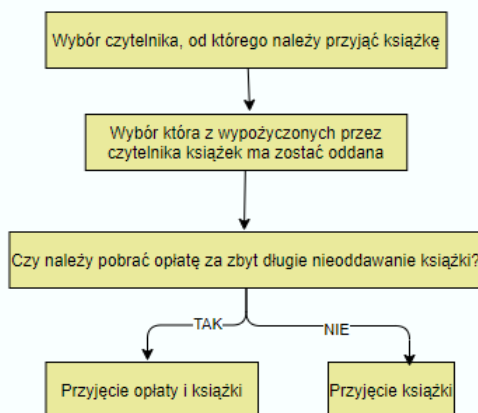 Wybór czytelnika, od którego należy przyjąć książkę
Wybór która z wypożyczonych przez
czytelnika książek ma zostać oddana
Czy należy pobrać opłatę za zbyt długie nieoddawanie książki?
TAK
NIE
Przyjęcie opłaty i książki
Przyjęcie książki